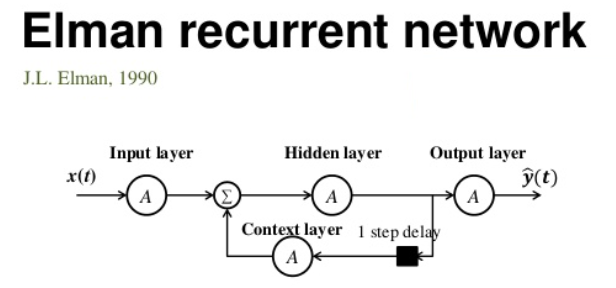 Elman recurrent network
J.L. Elman, 1990
Input layer Hidden layer Output layer
x(t) ŷ(t)
A Σ A A
Context layer 1 step delay
A